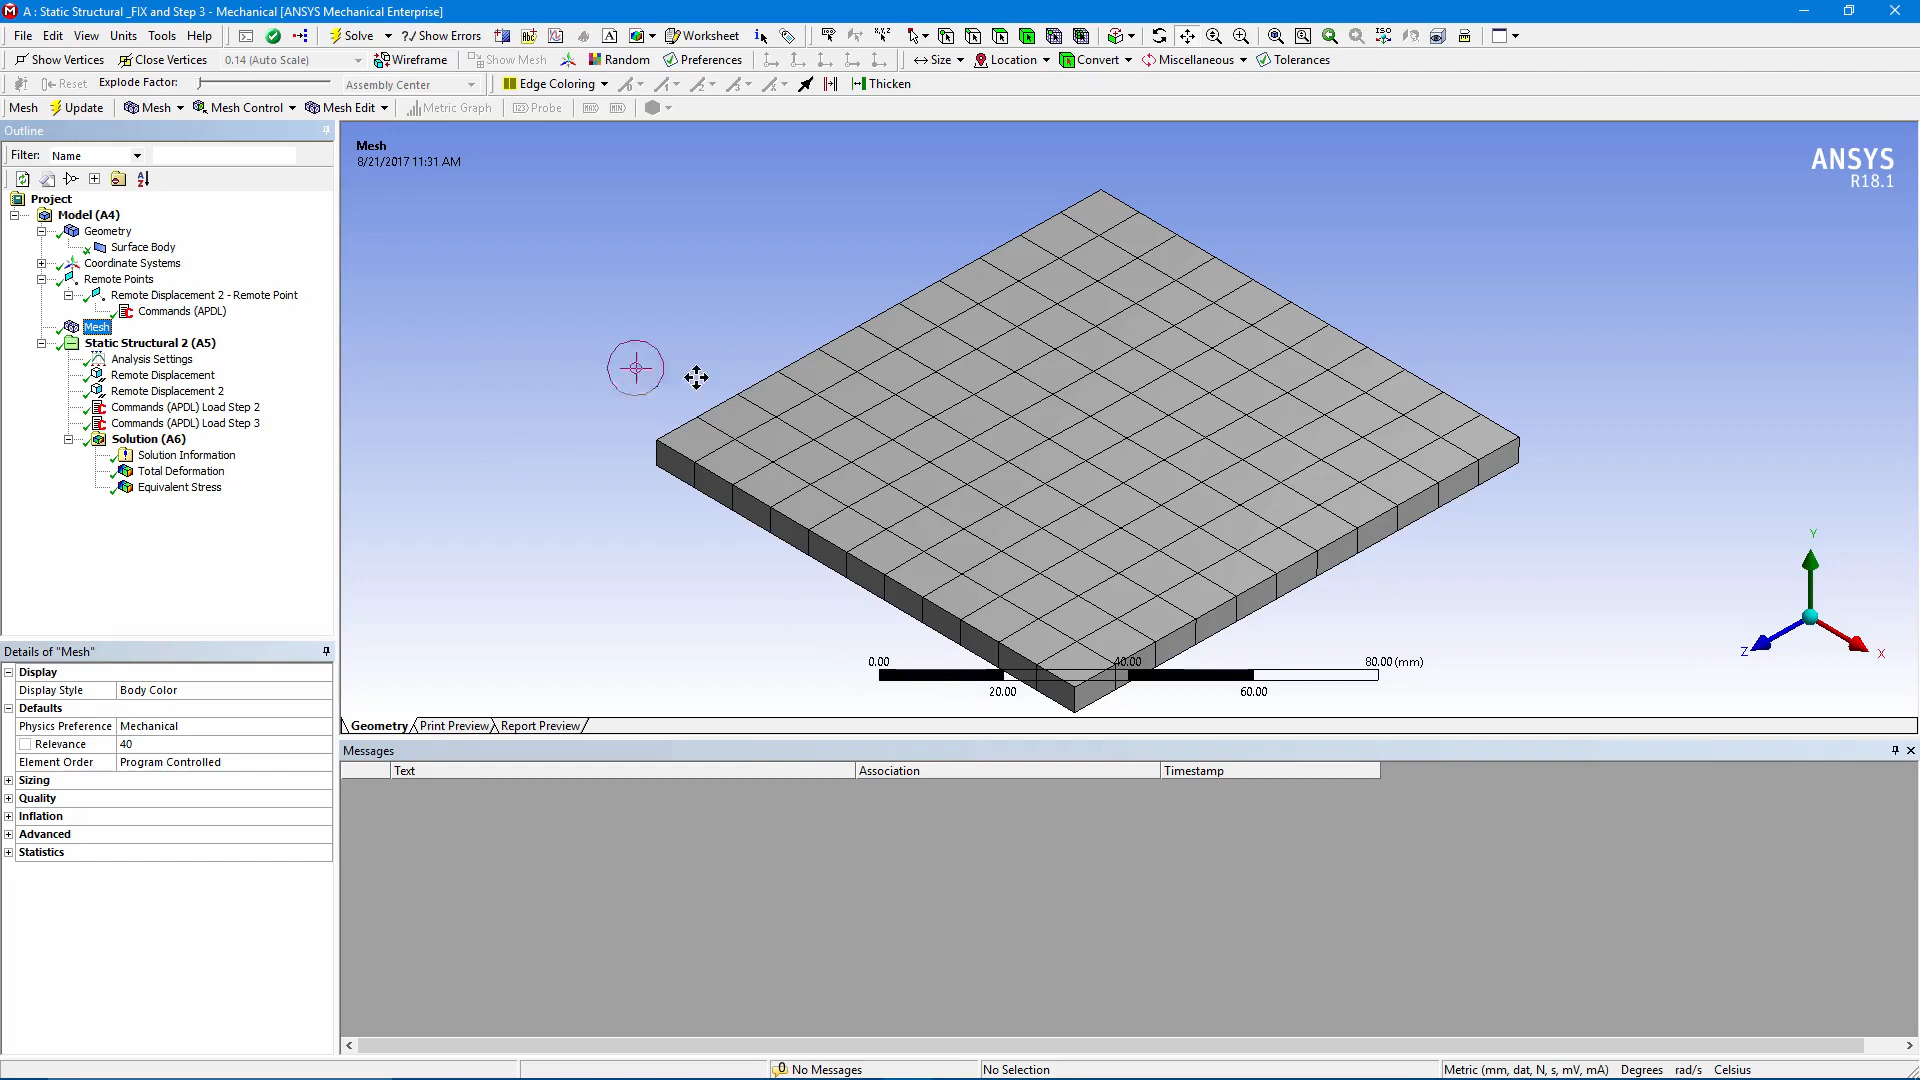 A : Static Structural _FIX and Step 3 - Mechanical [ANSYS Mechanical Enterprise]
File Edit View Units Tools Help Solve ?/ Show Errors Worksheet
Show Vertices Close Vertices 0.14 (Auto Scale) Wireframe Show Mesh Random Preferences Size Location Convert Miscellaneous Tolerances
Reset Explode Factor: Assembly Center Edge Coloring Thicken
Mesh Update Mesh Mesh Control Mesh Edit Metric Graph Probe MAX MIN
Outline
Filter: Name
Project
Model (A4)
Geometry
Surface Body
Coordinate Systems
Remote Points
Remote Displacement 2 - Remote Point
Commands (APDL)
Mesh
Static Structural 2 (A5)
Analysis Settings
Remote Displacement
Remote Displacement 2
Commands (APDL) Load Step 2
Commands (APDL) Load Step 3
Solution (A6)
Solution Information
Total Deformation
Equivalent Stress
Details of "Mesh"
Display
Display Style Body Color
Defaults
Physics Preference Mechanical
Relevance 40
Element Order Program Controlled
Sizing
Quality
Inflation
Advanced
Statistics
Mesh
8/21/2017 11:31 AM
ANSYS
R18.1
Y
Z X
0.00 40.00 80.00 (mm)
20.00 60.00
Geometry Print Preview Report Preview
Messages
Text Association Timestamp
No Messages No Selection Metric (mm, dat, N, s, mV, mA) Degrees rad/s Celsius